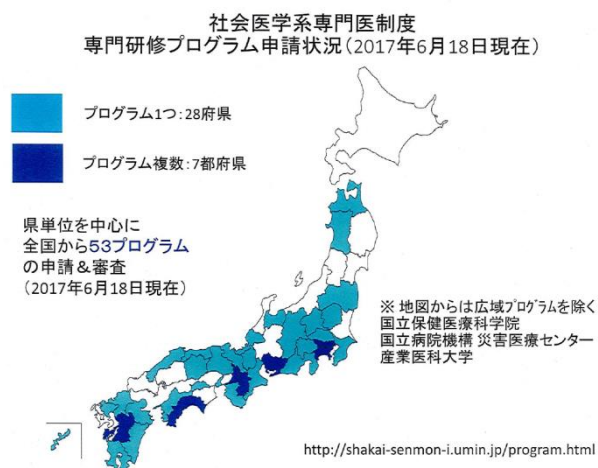 社会医学系専門医制度
専門研修プログラム申請状況(2017年6月18日現在)
プログラム1つ:28府県
プログラム複数:7都府県
県単位を中心に
全国から53プログラム
の申請&審査
(2017年6月18日現在)
※ 地図からは広域プログラムを除く
国立保健医療科学院
国立病院機構 災害医療センター
産業医科大学
http://shakai-senmon-i.umin.jp/program.html